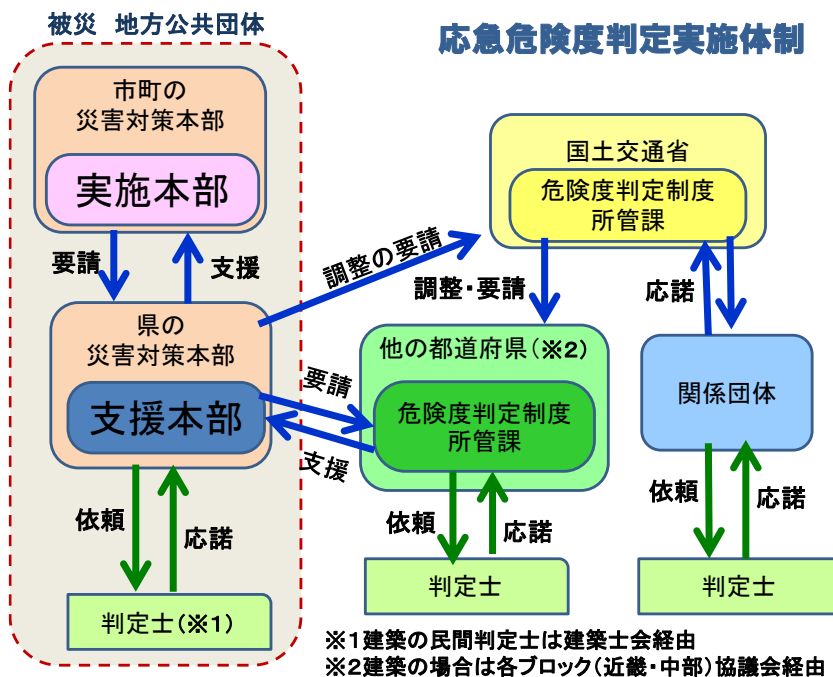 被災 地方公共団体
応急危険度判定実施体制
市町の
災害対策本部
実施本部
要請
支援
県の
災害対策本部
支援本部
依頼
応諾
判定士(※1)
調整の要請
国土交通省
危険度判定制度
所管課
調整・要請
応諾
要請
支援
他の都道府県(※2)
危険度判定制度
所管課
依頼
応諾
判定士
関係団体
依頼
応諾
判定士
※1建築の民間判定士は建築士会経由
※2建築の場合は各ブロック(近畿・中部)協議会経由